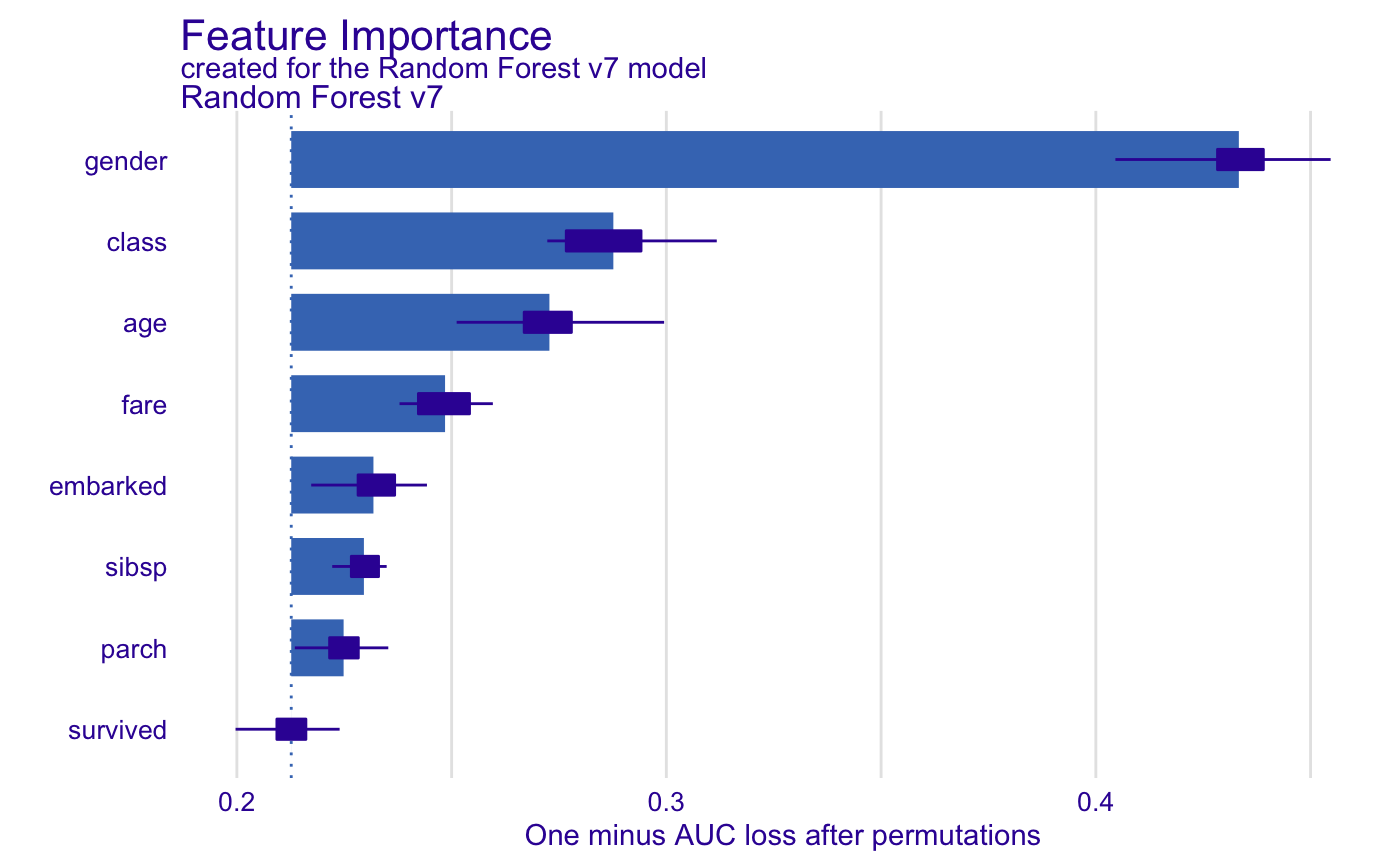 Feature Importance
created for the Random Forest v7 model
Random Forest v7
gender
class
age
fare
embarked
sibsp
parch
survived
0.2 0.3 0.4
One minus AUC loss after permutations